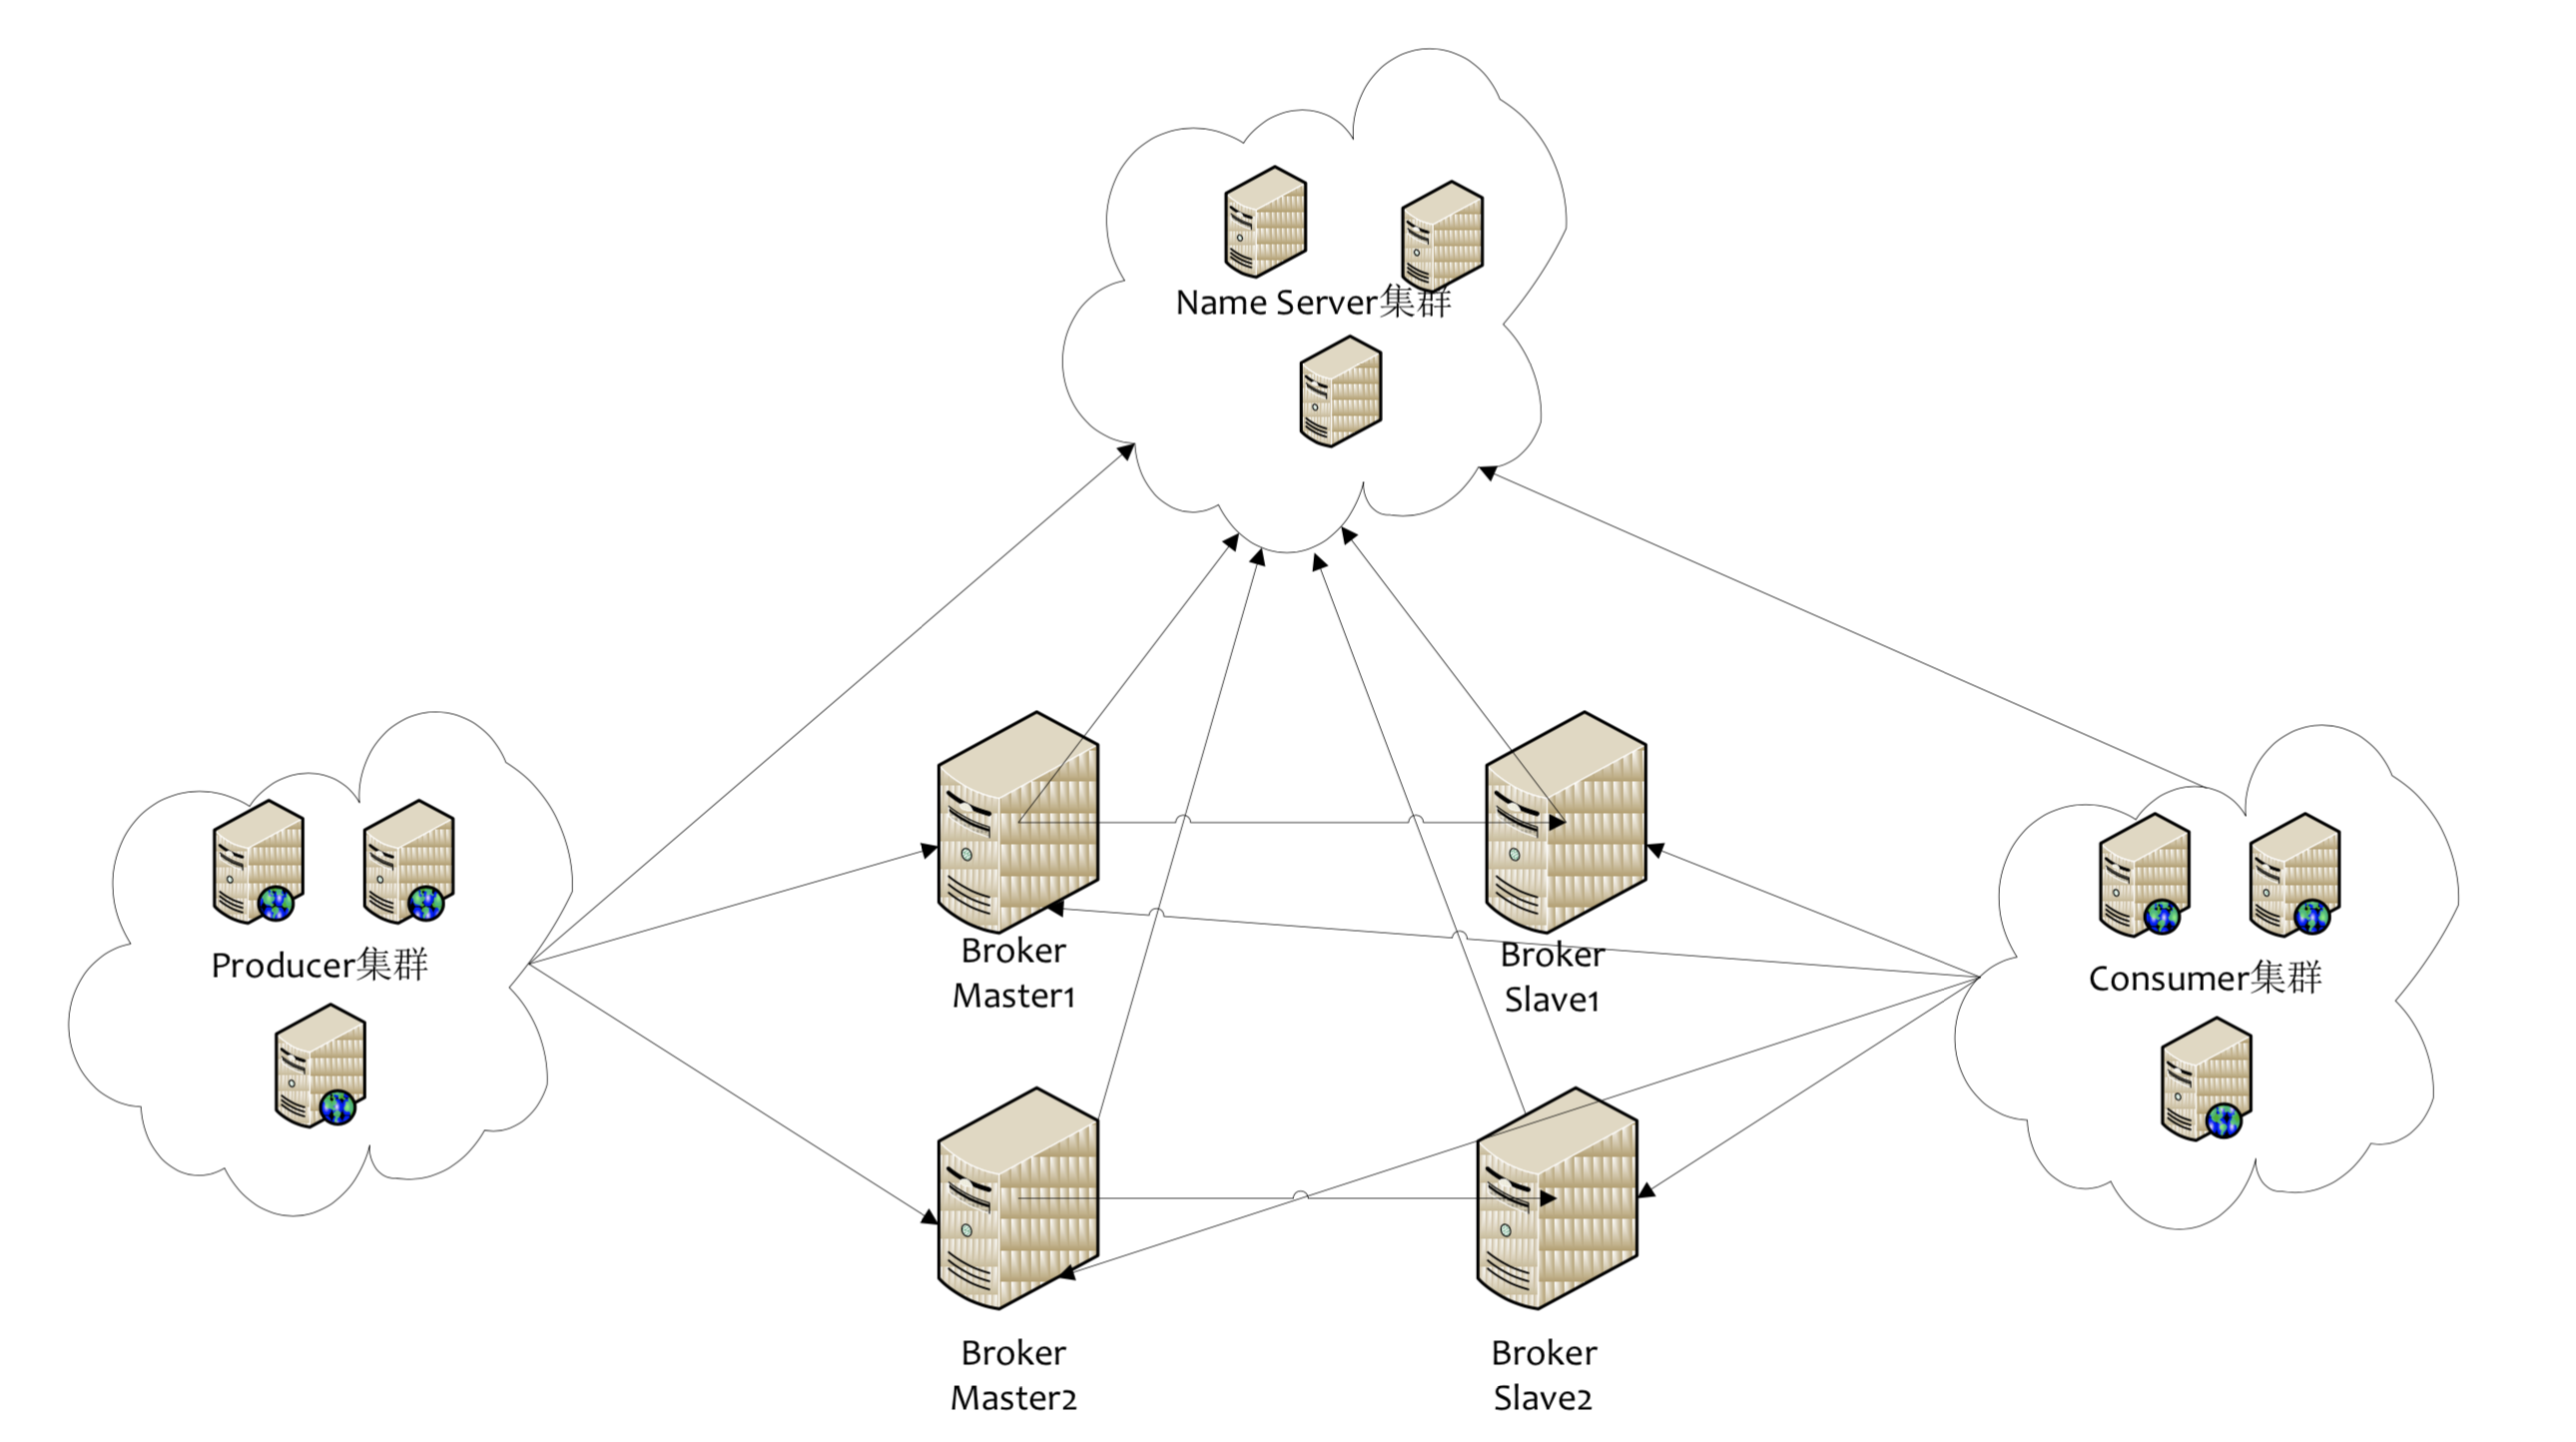 Name Server集群
Producer集群
Broker
Master1
Broker
Slave1
Consumer集群
Broker
Master2
Broker
Slave2